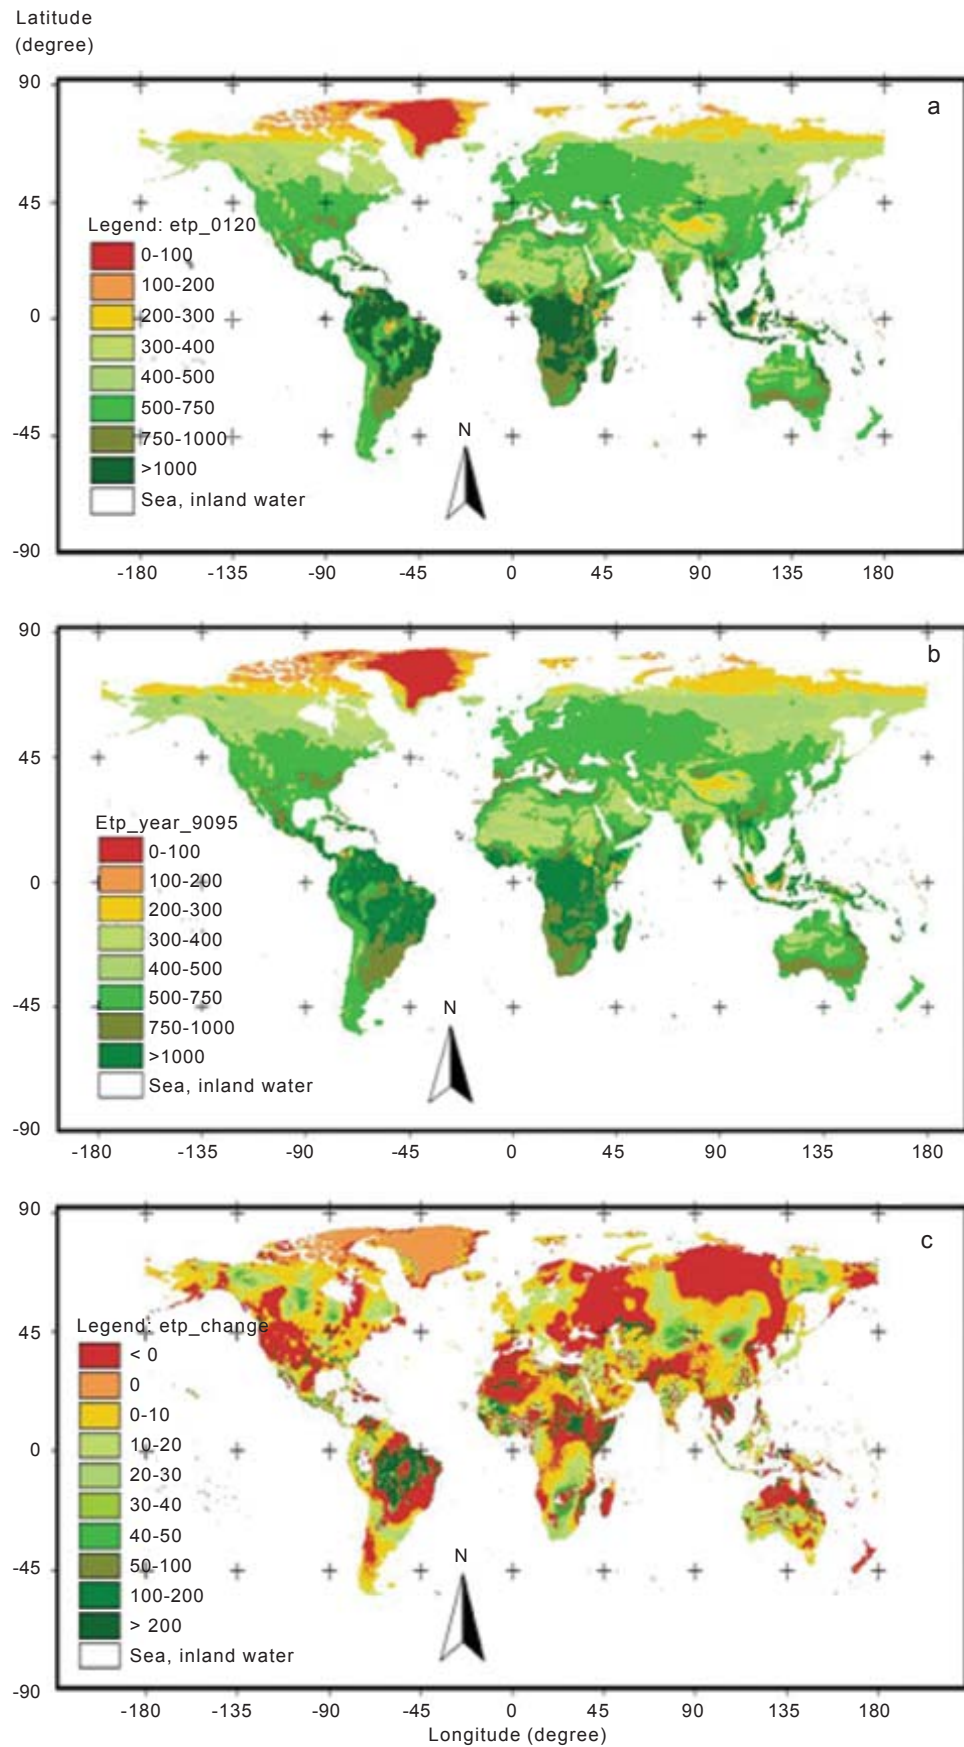 Latitude
(degree)
90
a
45
Legend: etp_0120
0-100
100-200
200-300
0
300-400
400-500
500-750
-45
750-1000
N
>1000
Sea, inland water
-90
-180 -135 -90 -45 0 45 90 135 180
90
b
45
Etp_year_9095
0-100
0
100-200
200-300
300-400
400-500
500-750
-45
N
750-1000
>1000
Sea, inland water
-90
-180 -135 -90 -45 0 45 90 135 180
90
c
45
Legend: etp_change
< 0
0
0-10
0
10-20
20-30
30-40
40-50
N
50-100
-45
100-200
> 200
Sea, inland water
-90
-180 -135 -90 -45 0 45 90 135 180
Longitude (degree)